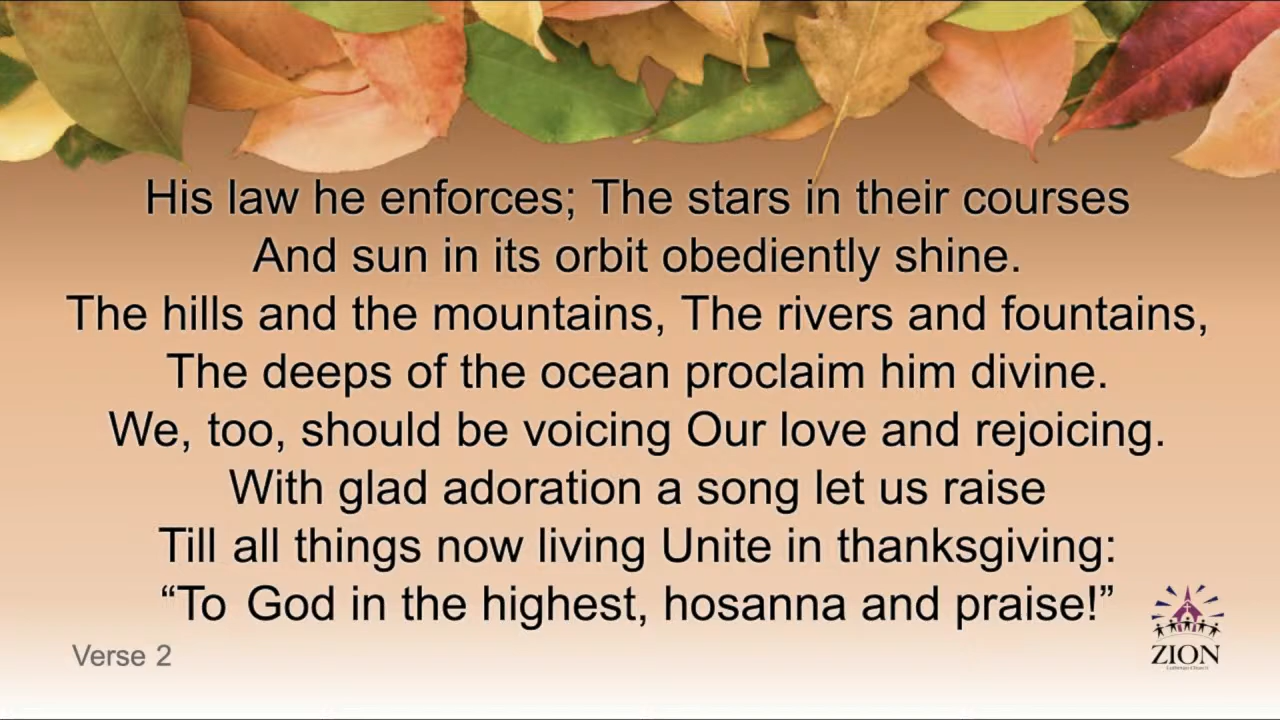 His law he enforces; The stars in their courses
And sun in its orbit obediently shine.
The hills and the mountains, The rivers and fountains,
The deeps of the ocean proclaim him divine.
We, too, should be voicing Our love and rejoicing.
With glad adoration a song let us raise
Till all things now living Unite in thanksgiving:
“To God in the highest, hosanna and praise!”
Verse 2
ZION
Lutheran Church